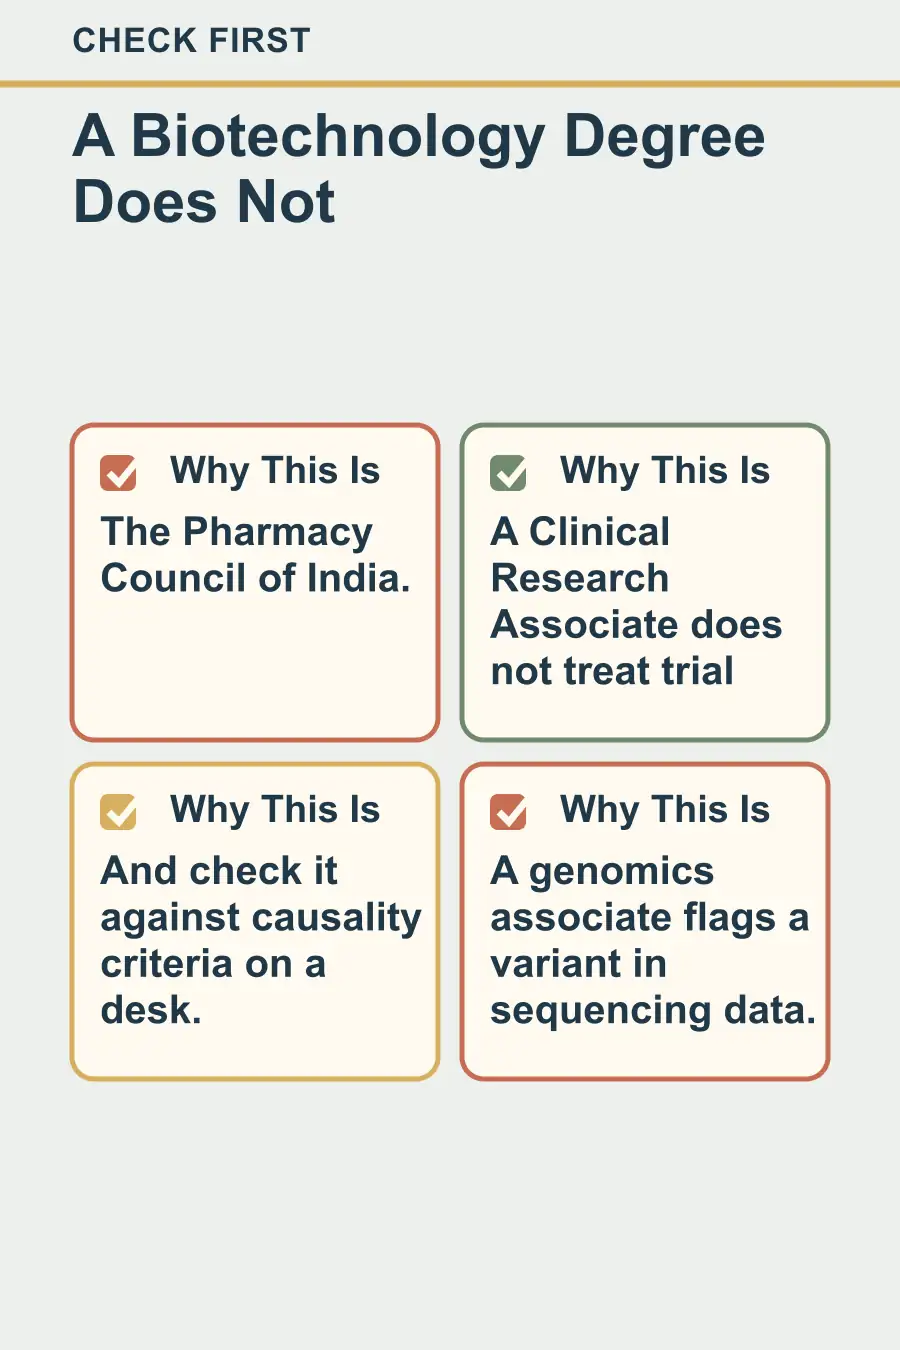 CHECK FIRST
A Biotechnology Degree
Does Not
Why This Is
The Pharmacy
Council of India.
Why This Is
A Clinical
Research
Associate does
not treat trial
Why This Is
And check it
against causality
criteria on a
desk.
Why This Is
A genomics
associate flags a
variant in
sequencing data.